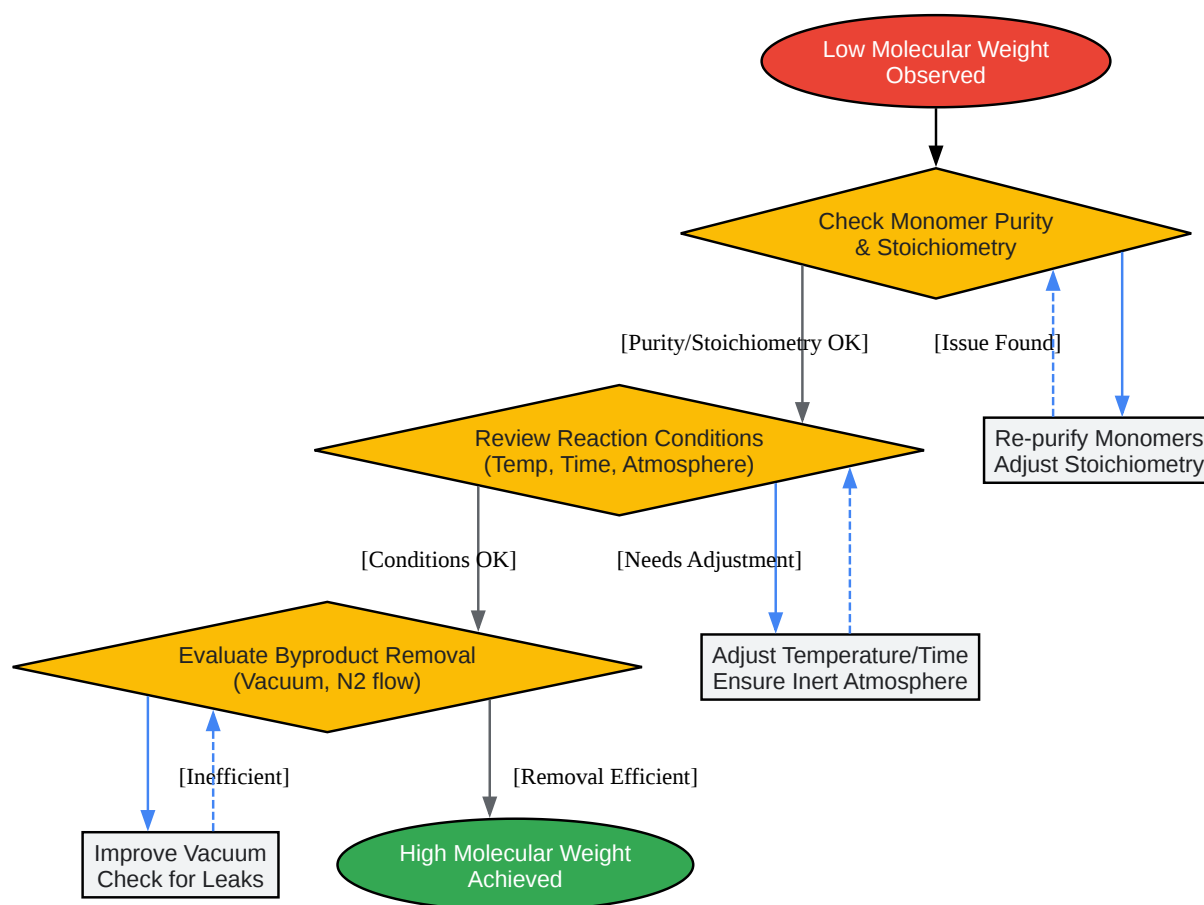 Low Molecular Weight
Observed
Check Monomer Purity
& Stoichiometry
[Purity/Stoichiometry OK]
[Issue Found]
Review Reaction Conditions
(Temp, Time, Atmosphere)
Re-purify Monomers
Adjust Stoichiometry
[Conditions OK]
[Needs Adjustment]
Evaluate Byproduct Removal
(Vacuum, N2 flow)
Adjust Temperature/Time
Ensure Inert Atmosphere
[Inefficient]
[Removal Efficient]
Improve Vacuum
Check for Leaks
High Molecular Weight
Achieved